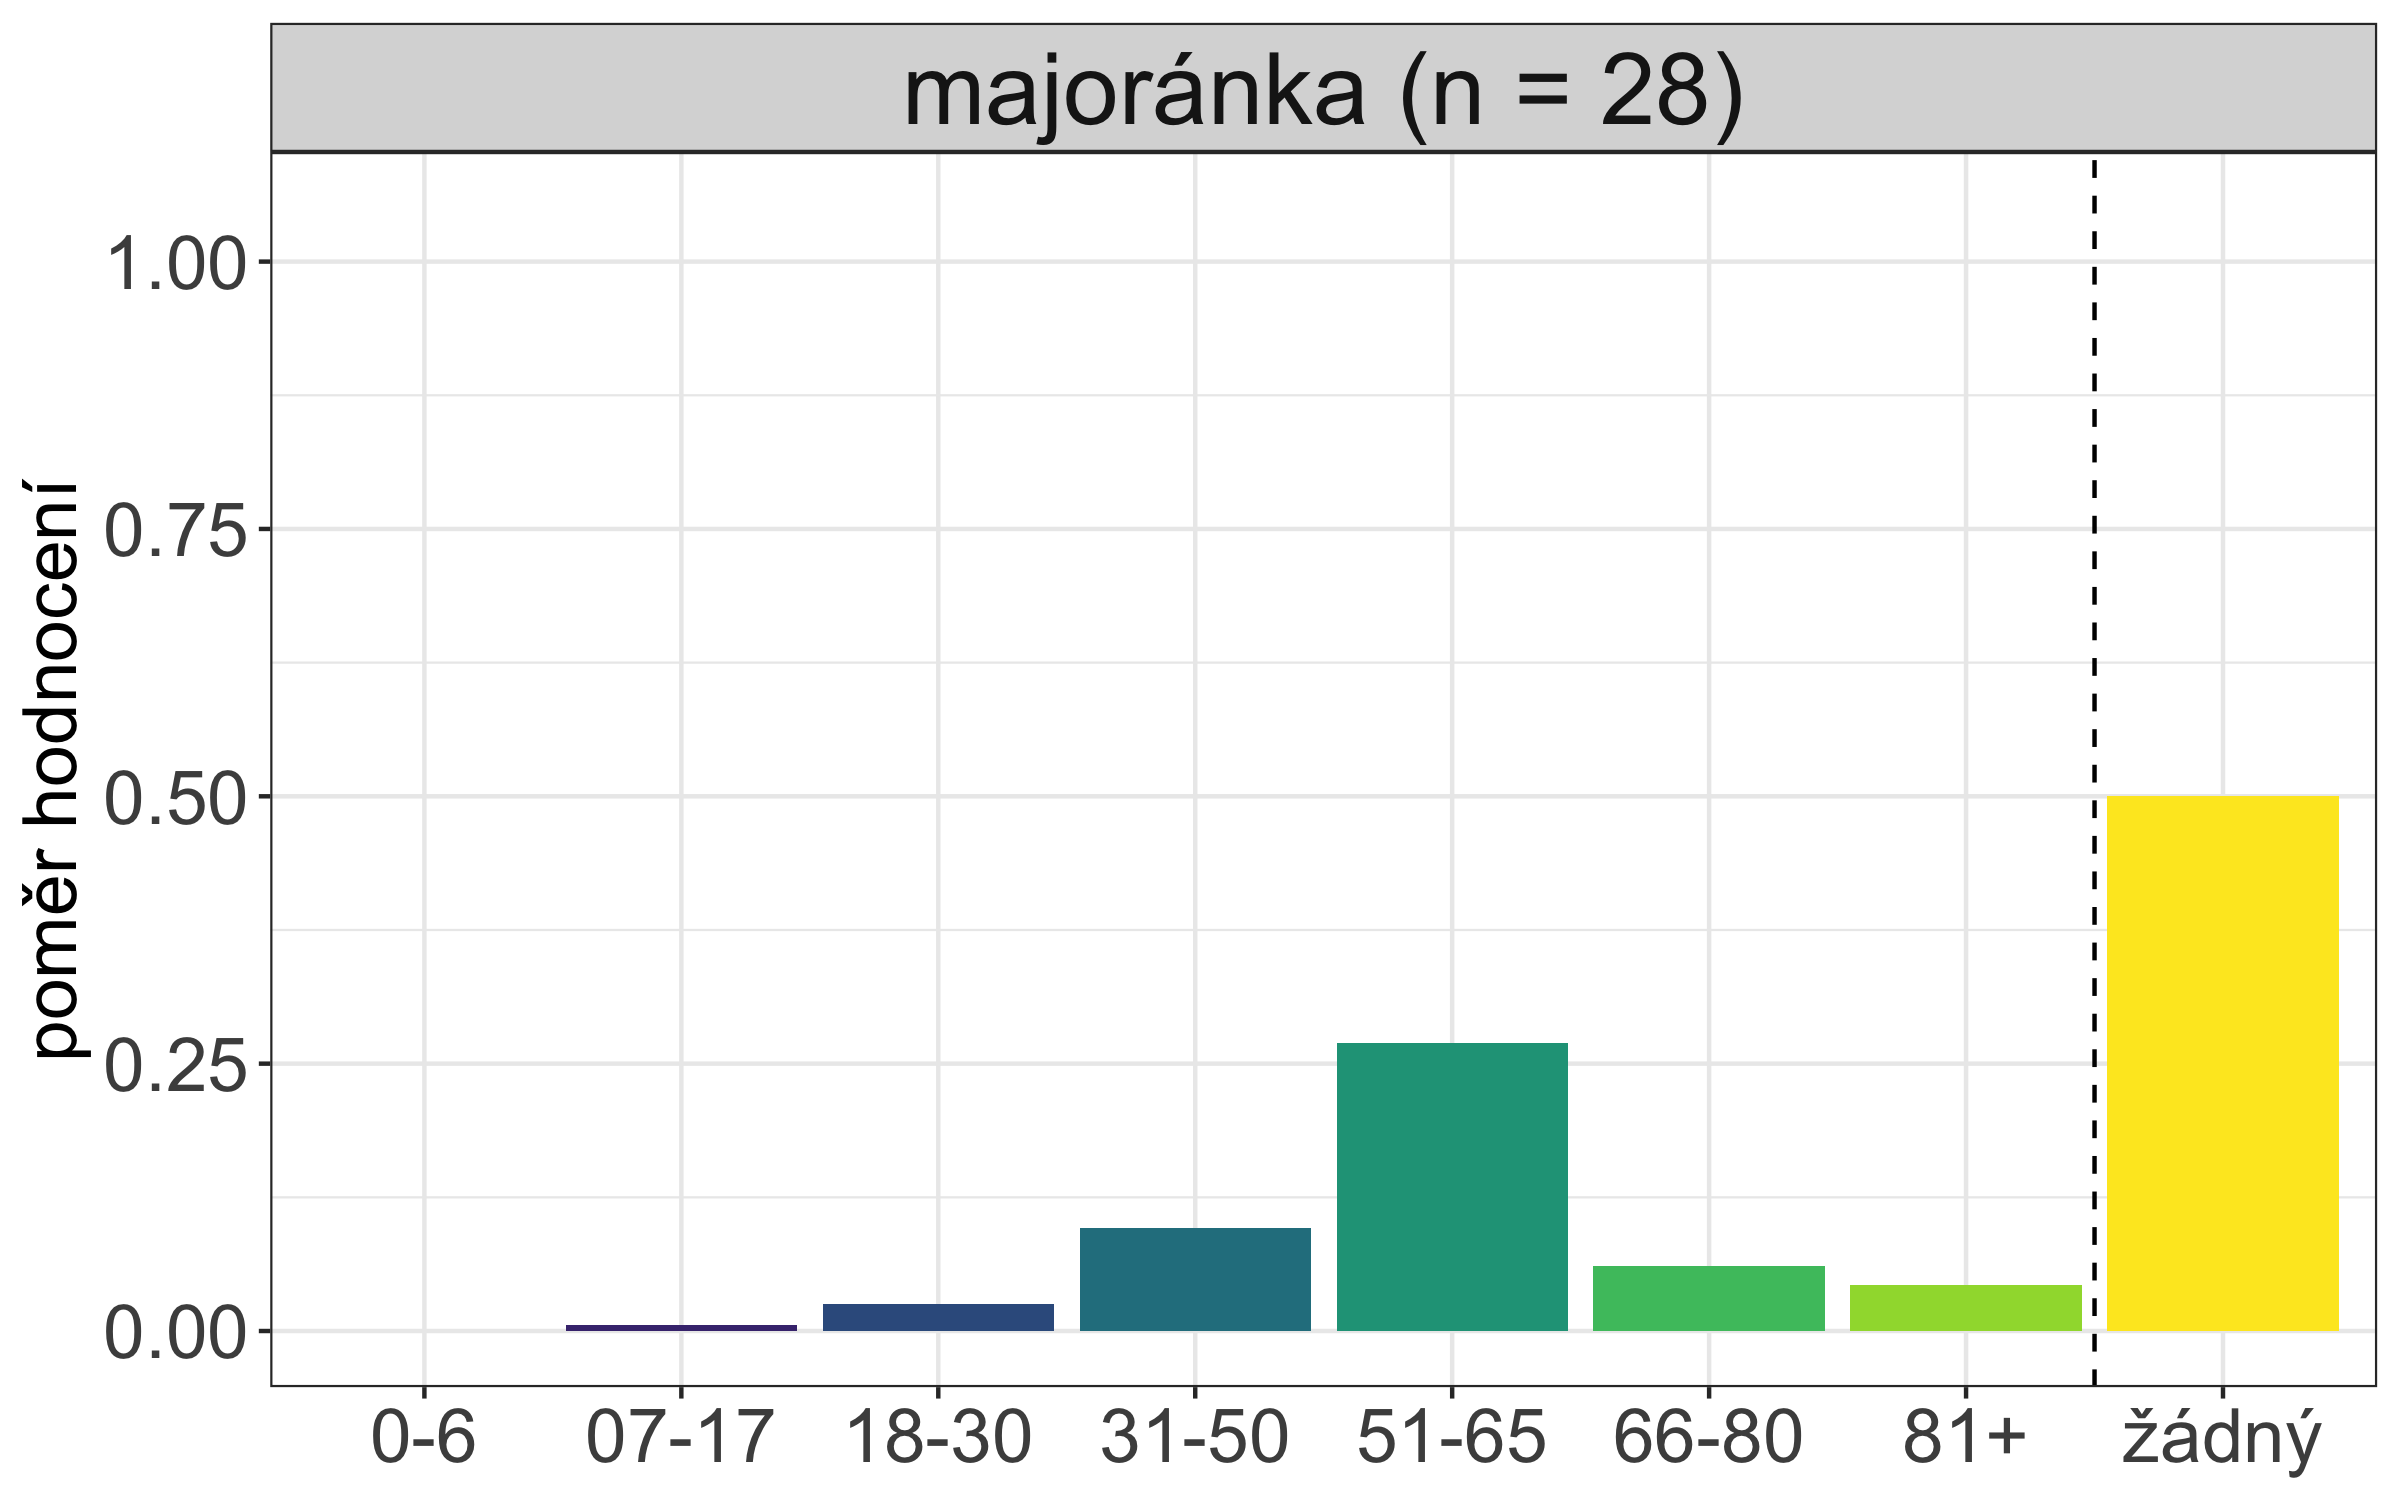 majoránka (n = 28)
poměr hodnocení
1.00
0.75
0.50
0.25
0.00
0-6 07-17 18-30 31-50 51-65 66-80 81+ žádný